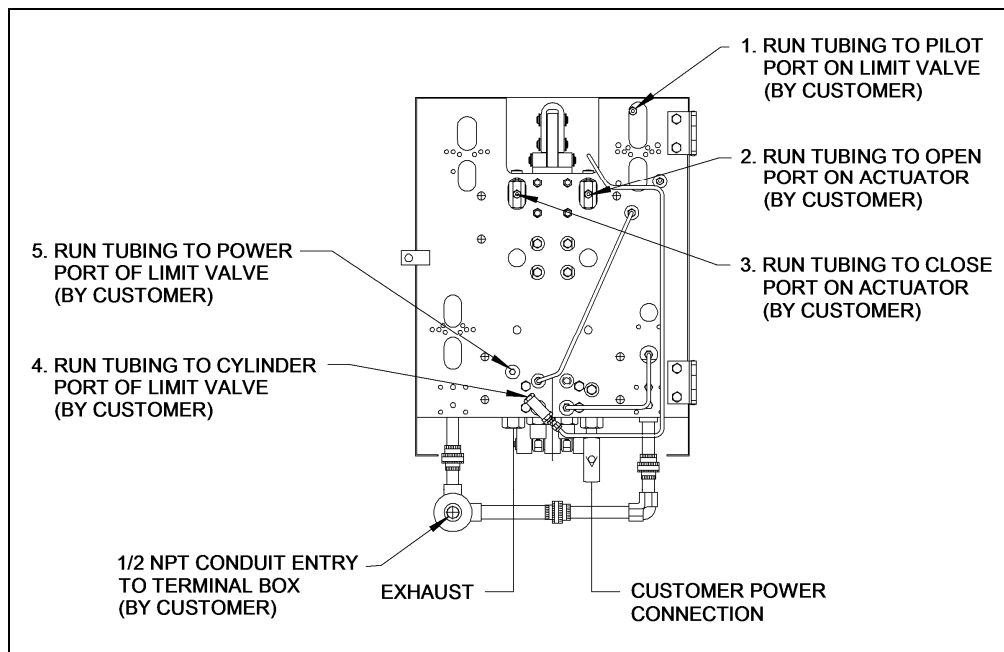 1. RUN TUBING TO PILOT
PORT ON LIMIT VALVE
(BY CUSTOMER)
2. RUN TUBING TO OPEN
PORT ON ACTUATOR
(BY CUSTOMER)
3. RUN TUBING TO CLOSE
PORT ON ACTUATOR
(BY CUSTOMER)
5. RUN TUBING TO POWER
PORT OF LIMIT VALVE
(BY CUSTOMER)
4. RUN TUBING TO CYLINDER
PORT OF LIMIT VALVE
(BY CUSTOMER)
1/2 NPT CONDUIT ENTRY
TO TERMINAL BOX
(BY CUSTOMER)
EXHAUST
CUSTOMER POWER
CONNECTION